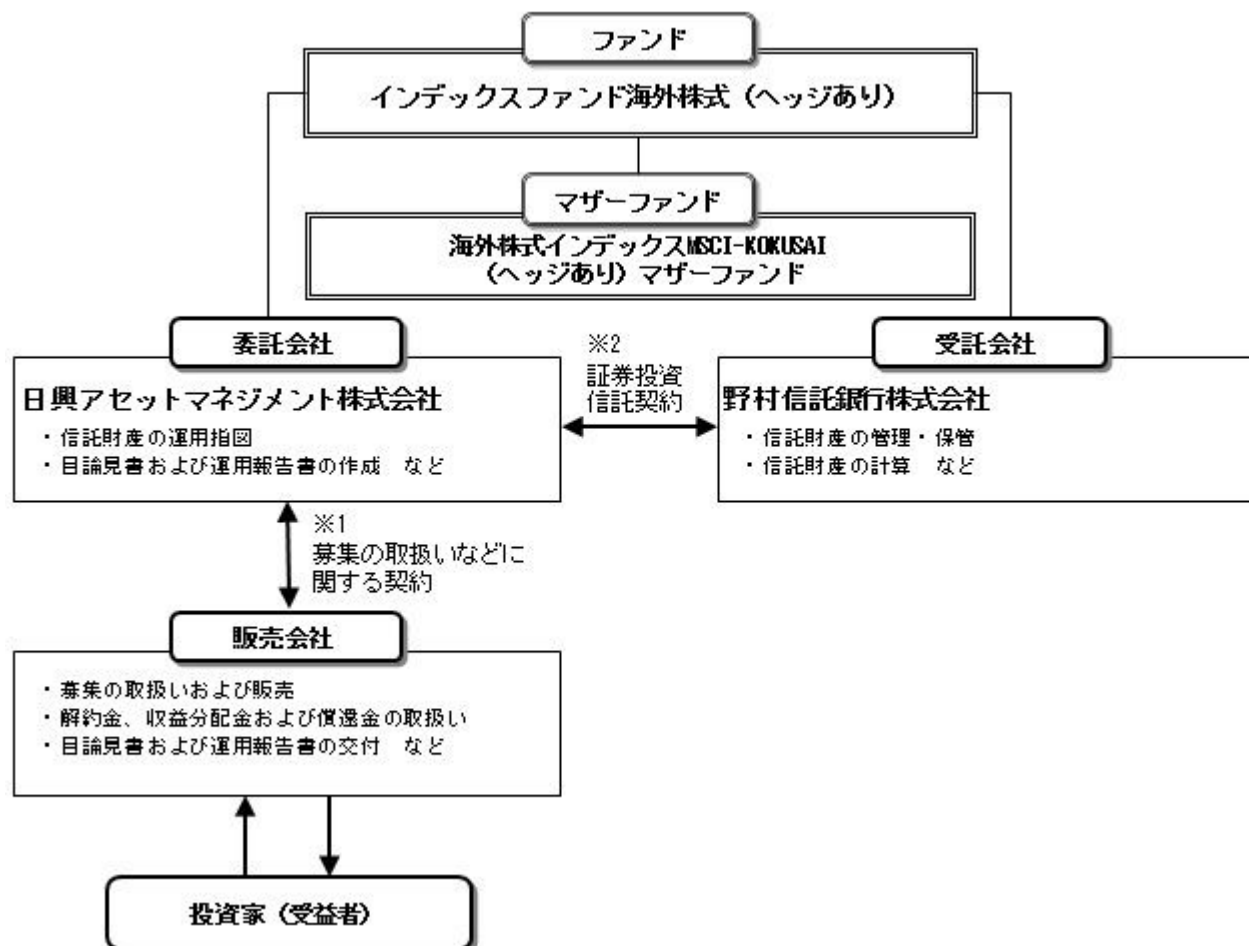 ファンド
インデックスファンド海外株式（ヘッジあり）
マザーファンド
海外株式インデックスMSCI-KOKUSAI
（ヘッジあり）マザーファンド
委託会社
日興アセットマネジメント株式会社
・信託財産の運用指図
・目論見書および運用報告書の作成　など
※2
証券投資
信託契約
受託会社
野村信託銀行株式会社
・信託財産の管理・保管
・信託財産の計算　など
※1
募集の取扱いなどに
関する契約
販売会社
・募集の取扱いおよび販売
・解約金、収益分配金および償還金の取扱い
・目論見書および運用報告書の交付　など
投資家（受益者）